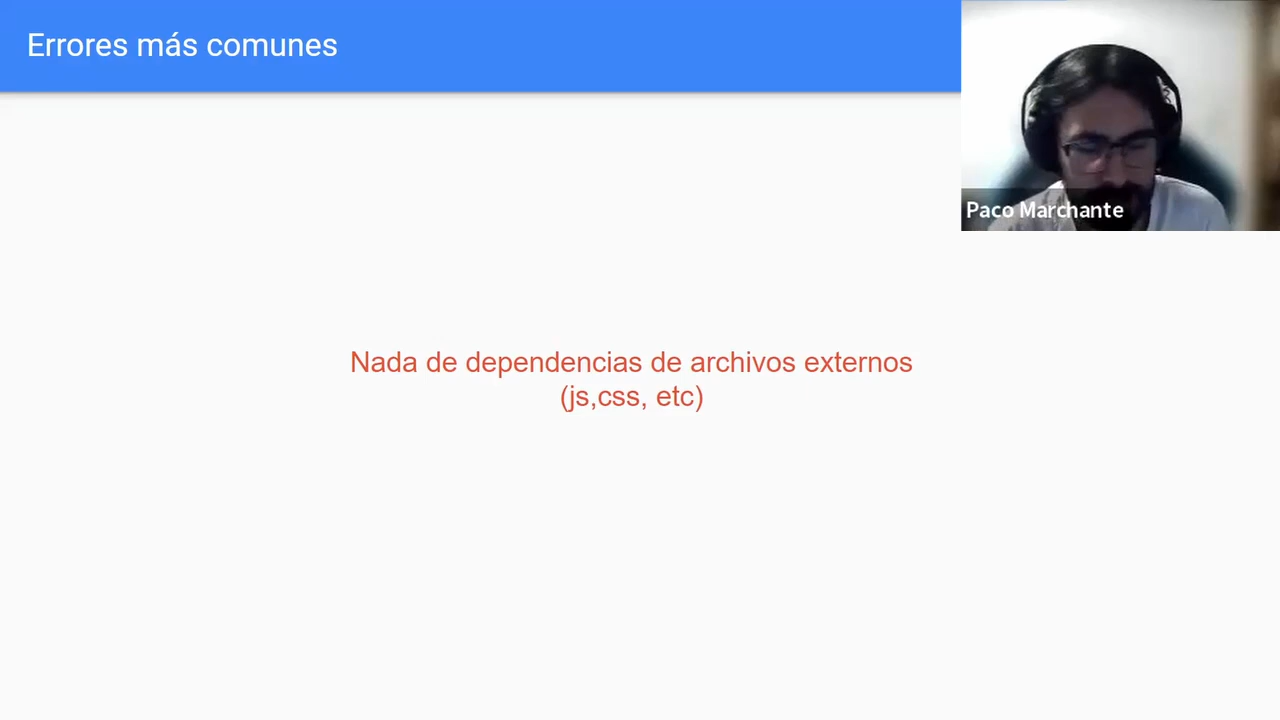 Errores más comunes
Paco Marchante
Nada de dependencias de archivos externos
(js,css, etc)